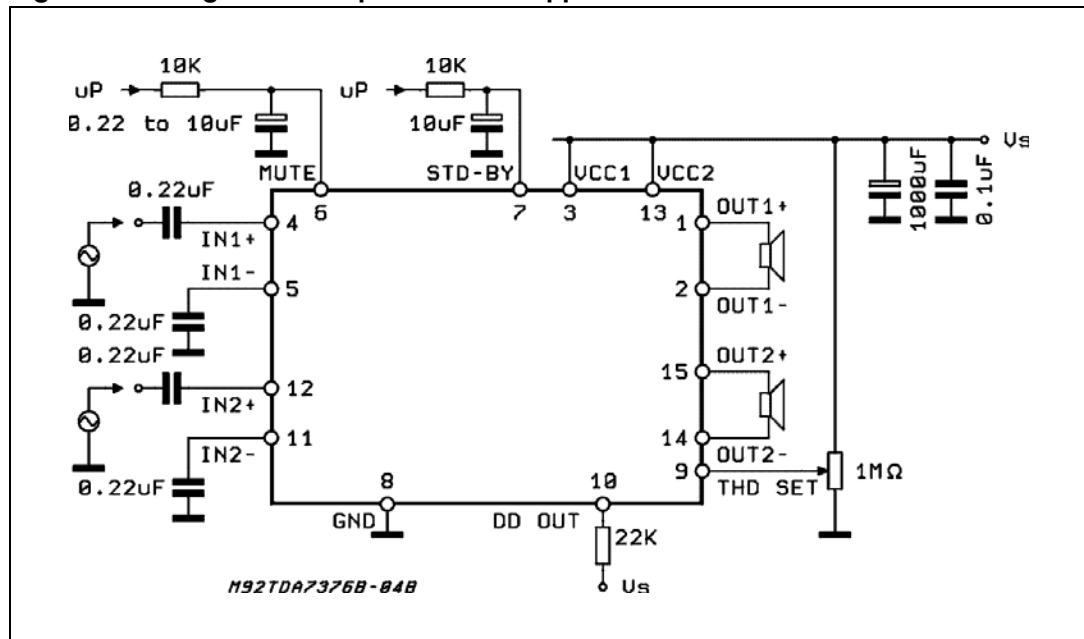 10K
10K
uP
uP
0.22 to 10uF
10uF
Vs
MUTE
STD-BY
VCC1
VCC2
1000uF
0.1uF
0.22uF
6
7
3
13
4
1
OUT1+
IN1+
IN1-
5
2
OUT1-
0.22uF
0.22uF
OUT2+
15
12
IN2+
14
11
OUT2-
IN2-
9
1MΩ
0.22uF
8
10
THD SET
GND
DD OUT
22K
M92TDA7376B-04B
Vs